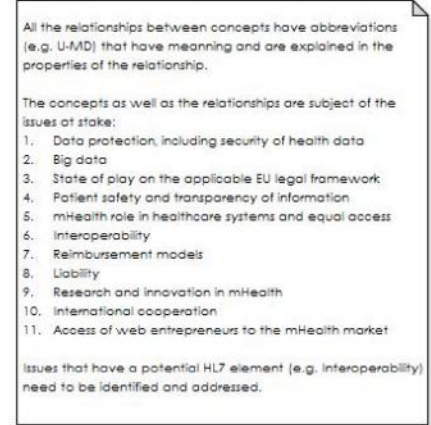 All the relationships between concepts have abbreviations
(e.g. U-MD) that have meanning and are explained in the
properties of the relationship.
The concepts as well as the relationships are subject of the
issues at stake:
1. Data protection, including security of health data
2. Big data
3. State of play on the applicable EU legal framework
4. Patient safety and transparency of information
5. mHealth role in healthcare systems and equal access
6. Interoperability
7. Reimbursement models
8. Liability
9. Research and innovation in mHealth
10. International cooperation
11. Access of web entrepreneurs to the mHealth market
Issues that have a potential HL7 element (e.g. Interoperability)
need to be identified and addressed.